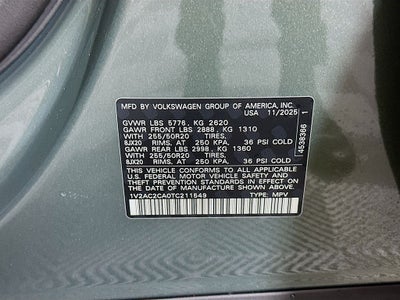 MFD. BY VOLKSWAGEN GROUP OF AMERICA, INC.
USA 11/2025
GVWR LBS 5776, KG 2620
GAWR FRONT LBS 2888, KG 1310
WITH 255/50R20 TIRES,
8JX20 RIMS, AT 250 KPA, 36 PSI COLD
GAWR REAR LBS 2998, KG 1360
WITH 255/50R20 TIRES,
8JX20 RIMS, AT 250 KPA, 36 PSI COLD
THIS VEHICLE CONFORMS TO ALL APPLICABLE
U.S. FEDERAL MOTOR VEHICLE SAFETY STANDARDS
IN EFFECT ON THE DATE OF MANUFACTURE
SHOWN ABOVE.
1V2AC2CA0TC211549 TYPE: MPV
4538386 1